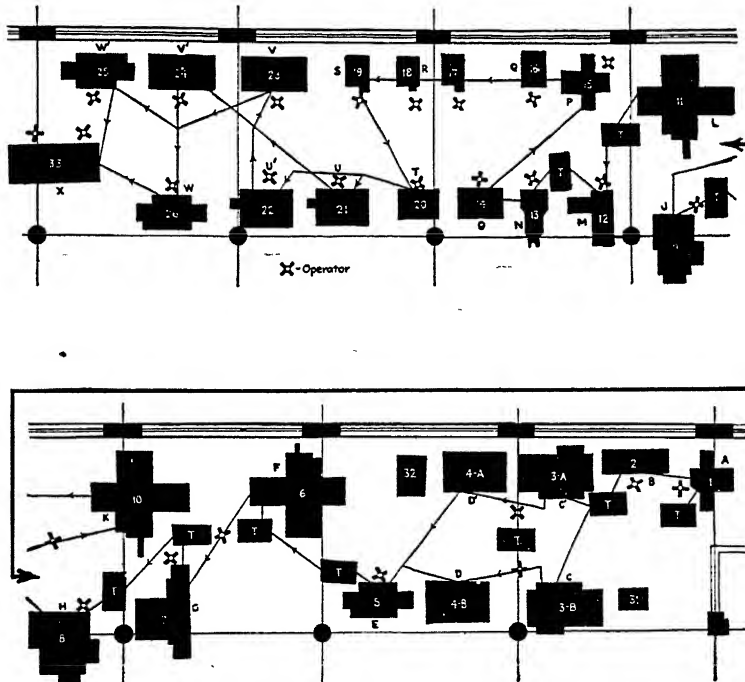 W' V' V S R Q
25 24 23 19 18 17 16 15 11
P L
T
33 X W U' U T T J T
26 22 21 20 14 13 12
O N M
-Operator
F 32 4-A 3-A 2 A
10 6 B 1
K D' C' T T
T T T
H T G T D C
8 5 4-B 3-B 31
E